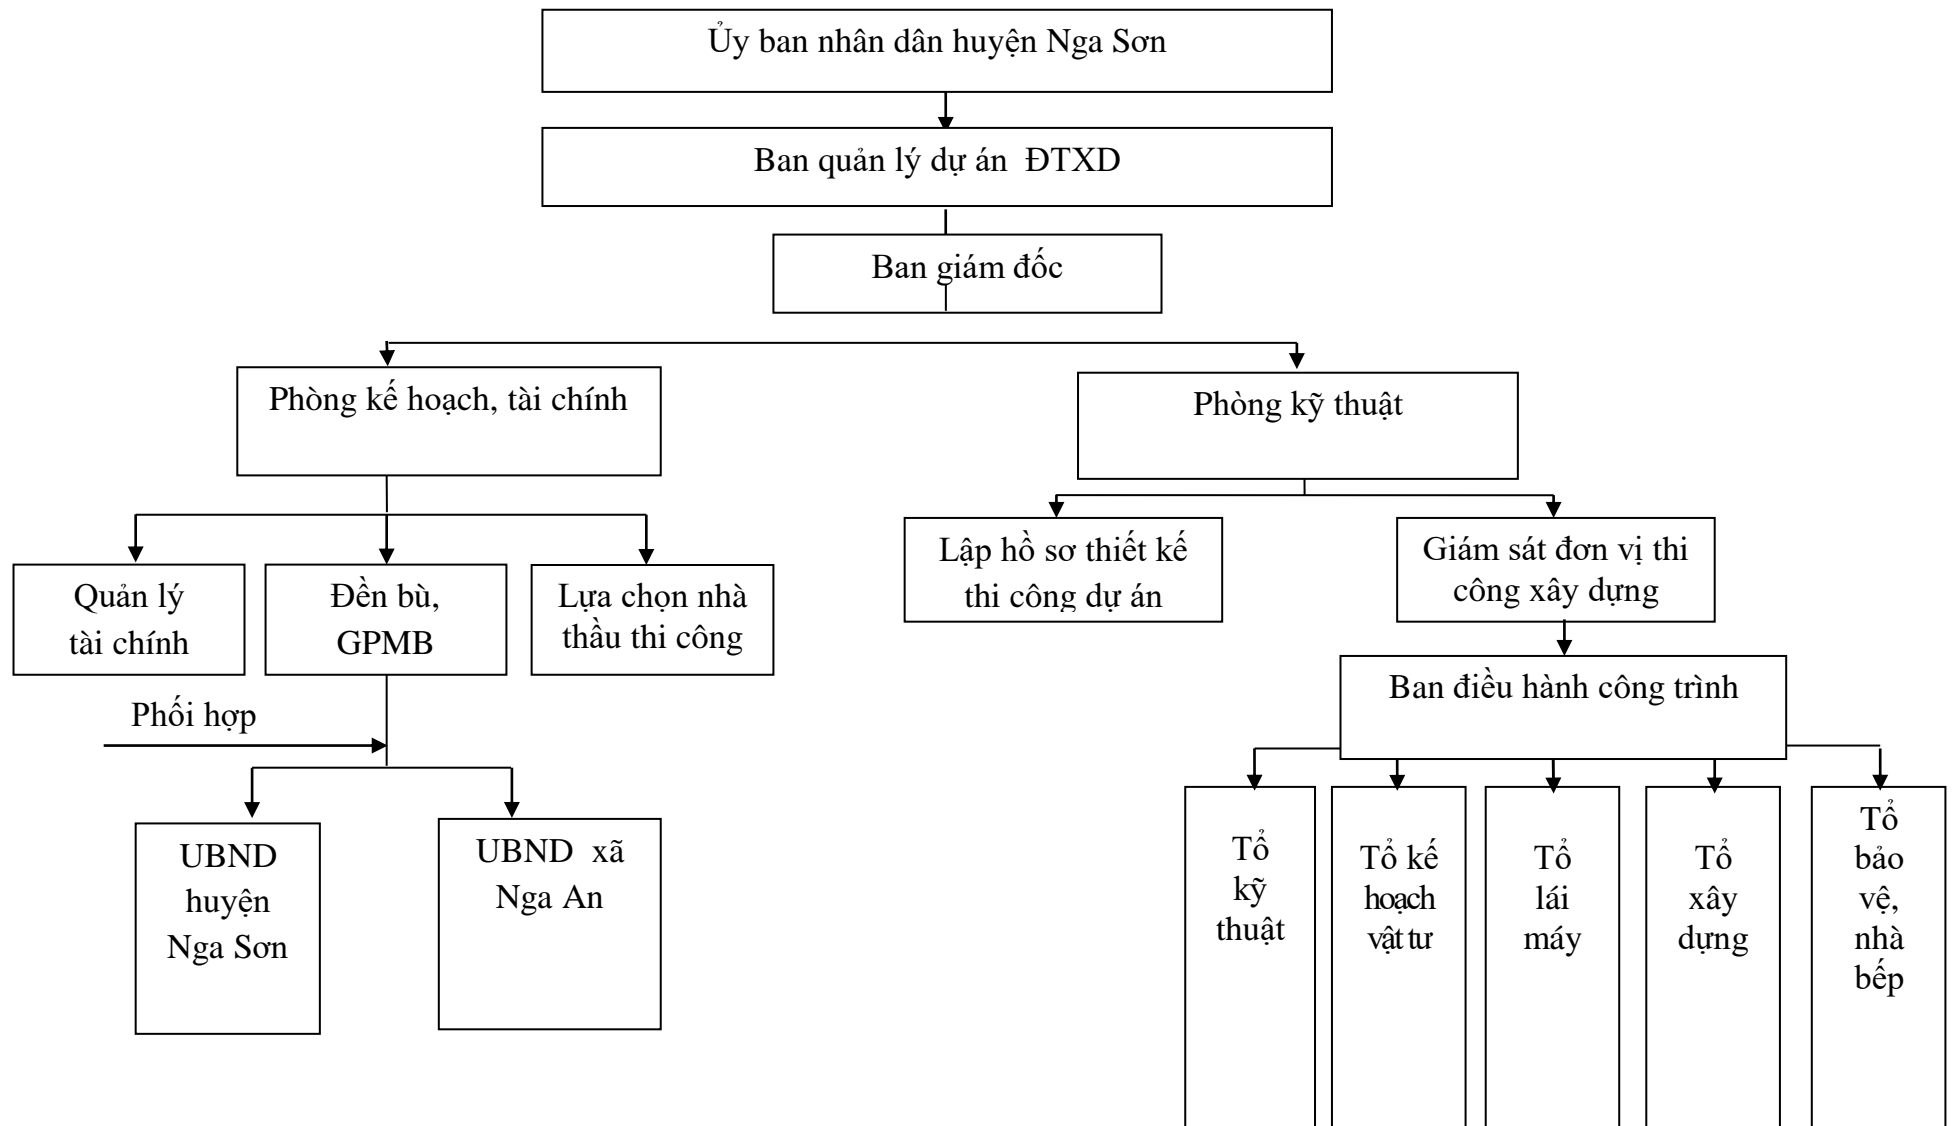 Ủy ban nhân dân huyện Nga Sơn
Ban quản lý dự án ĐTXD
Ban giám đốc
Phòng kế hoạch, tài chính
Phòng kỹ thuật
Quản lý
tài chính
Đền bù,
GPMB
Lựa chọn nhà
thầu thi công
Lập hồ sơ thiết kế
thi công dự án
Giám sát đơn vị thi
công xây dựng
Phối hợp
Ban điều hành công trình
UBND
huyện
Nga Sơn
UBND xã
Nga An
Tổ
kỹ
thuật
Tổ kế
hoạch
vật tư
Tổ
lái
máy
Tổ
xây
dựng
Tổ
bảo
vệ,
nhà
bếp